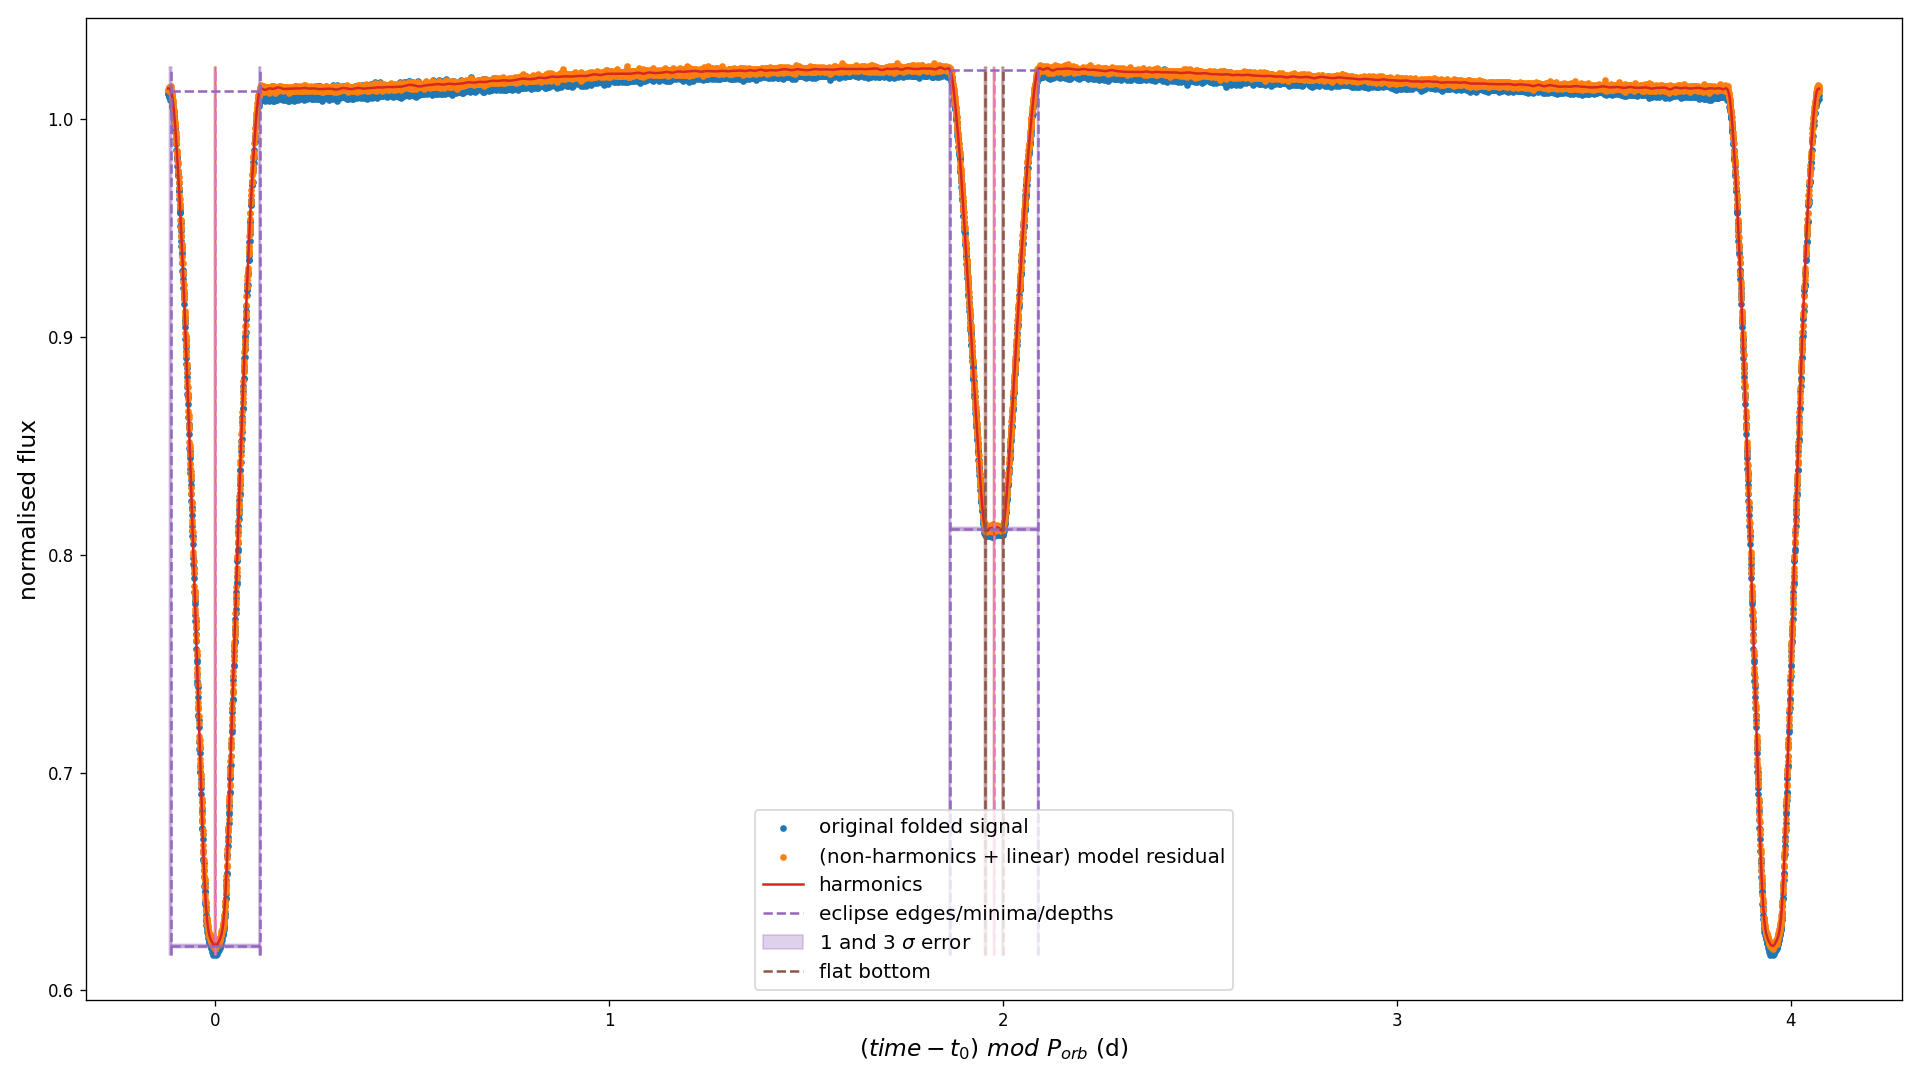 normalised flux
1.0
0.9
0.8
0.7
0.6
original folded signal
(non-harmonics + linear) model residual
harmonics
eclipse edges/minima/depths
1 and 3 σ error
flat bottom
0 1 2 3 4
(time − t₀) mod P_orb (d)